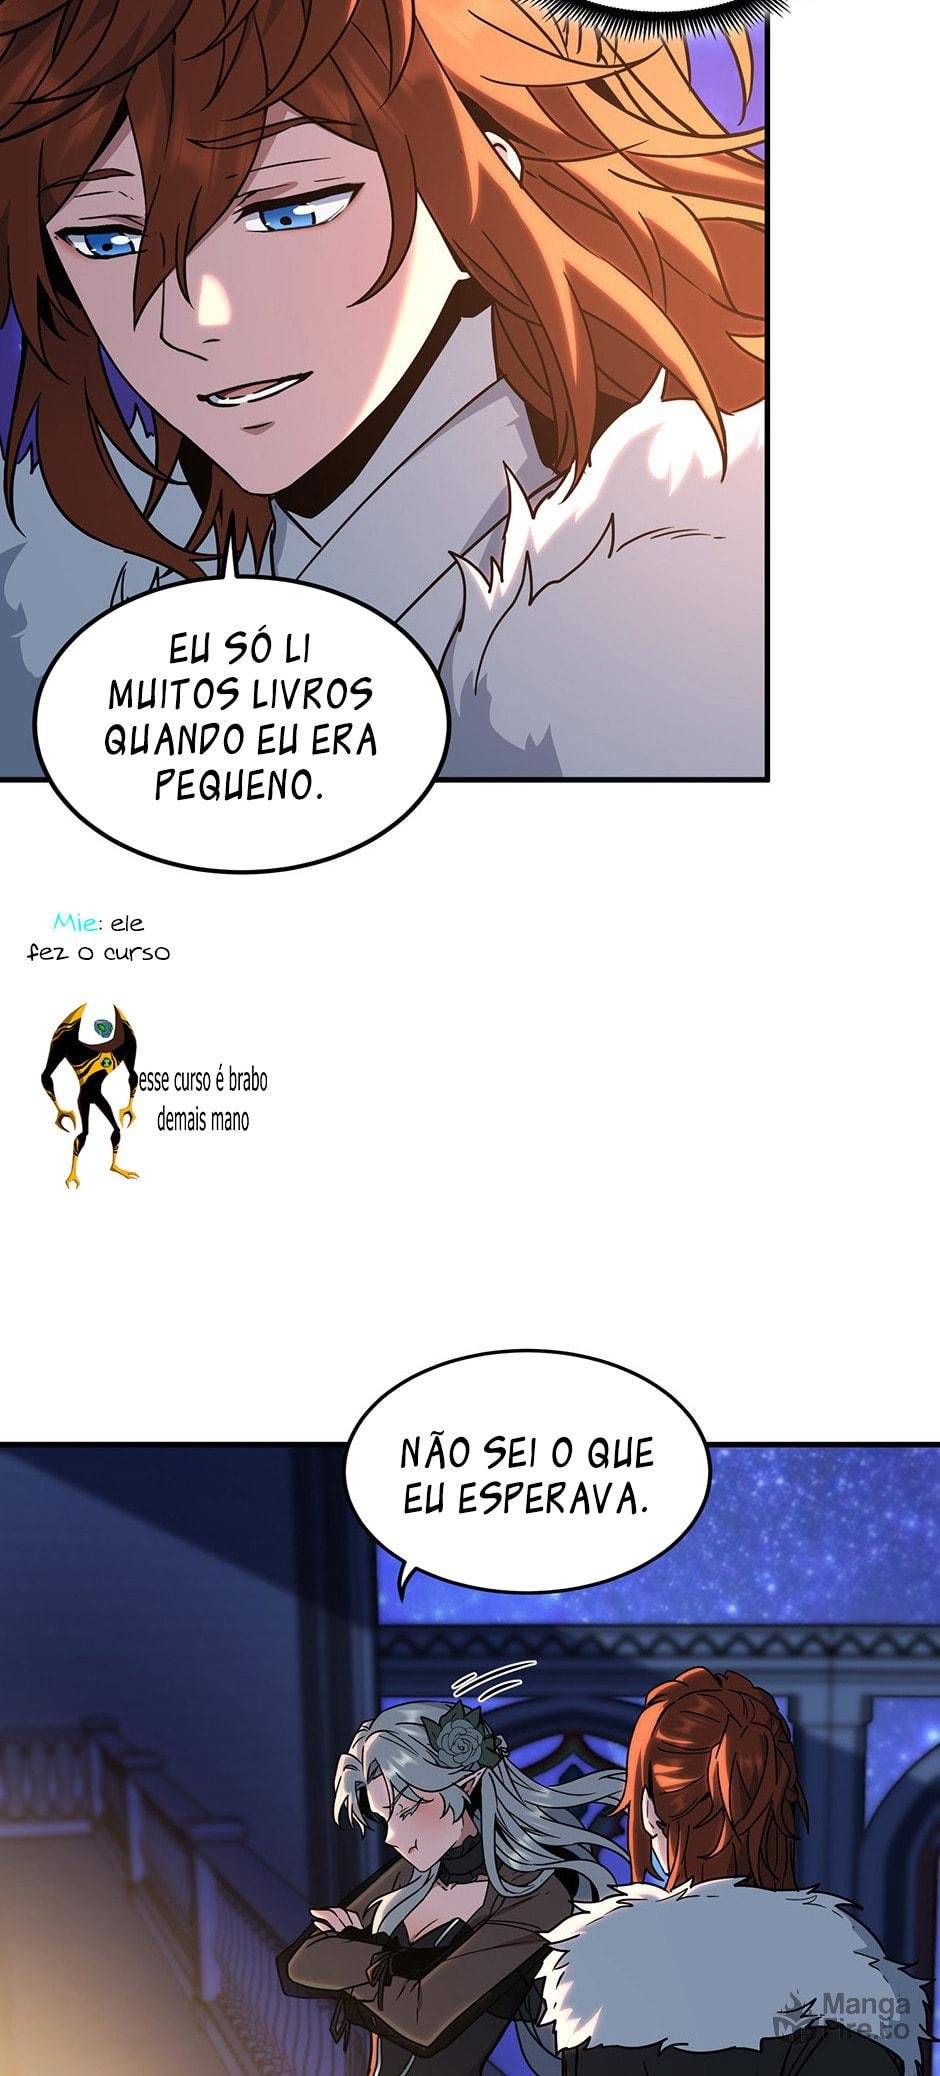 EU SÓ LI
MUITOS LIVROS
QUANDO EU ERA
PEQUENO.
Mie: ele
fez o curso
esse curso é brabo
demais mano
NÃO SEI O QUE
EU ESPERAVA.
Manga
Fire.to